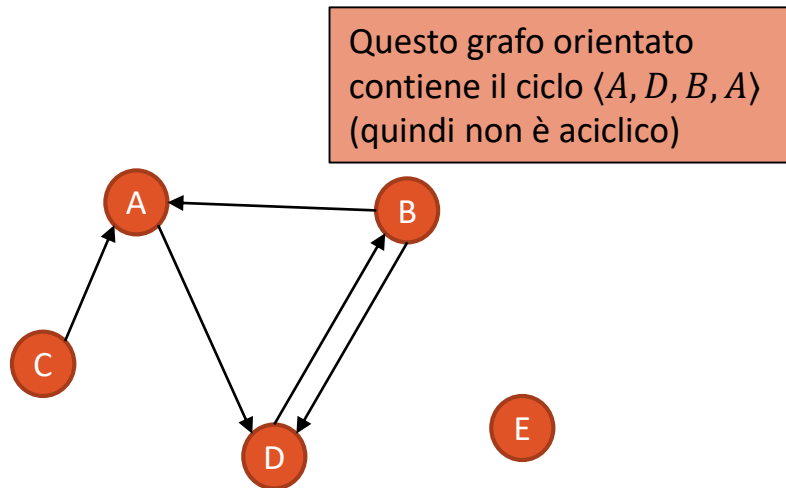 Questo grafo orientato
contiene il ciclo ⟨𝐴, 𝐷, 𝐵, 𝐴⟩
(quindi non è aciclico)
A
B
C
D
E